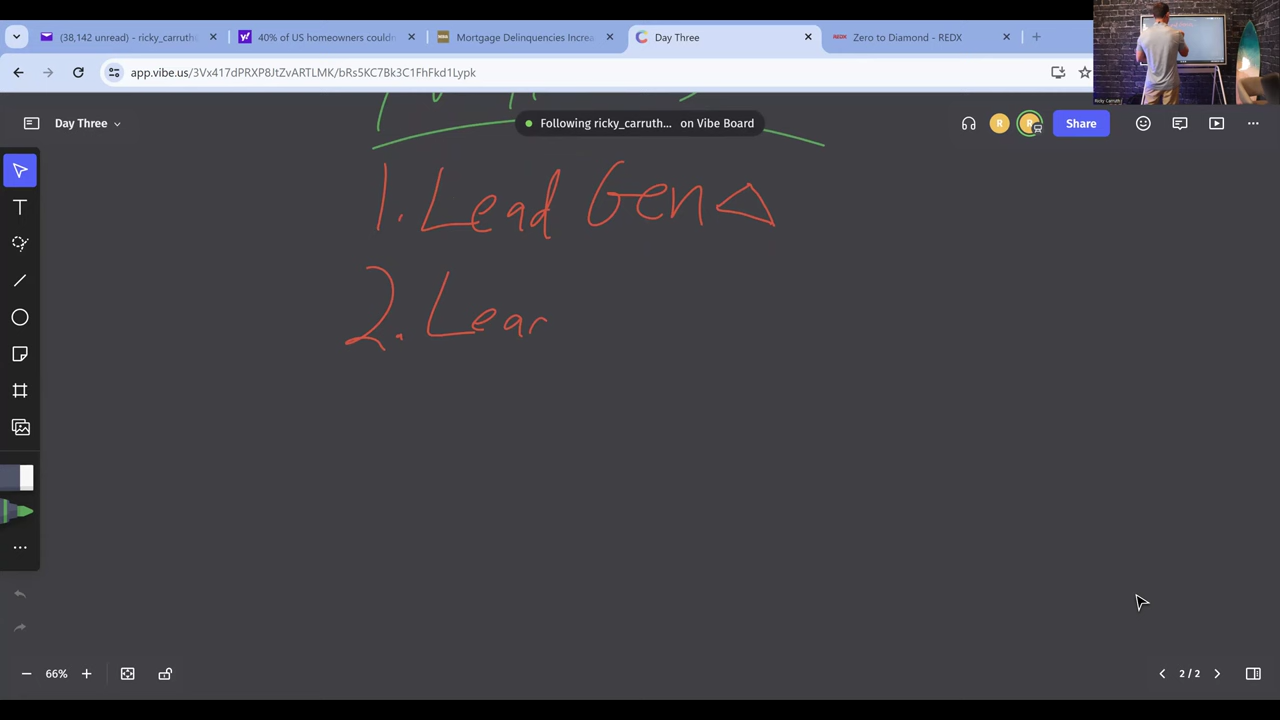 (38,142 unread) - ricky_carruth
40% of US homeowners could
Mortgage Delinquencies Increa
Day Three
Zero to Diamond - REDX
app.vibe.us/3Vx417dPRXP8JtZvARTLMK/bRs5KC7Bk3C1FhFkd1Lypk
Day Three
Following ricky_carruth... on Vibe Board
R
R
Share
1. Lead Gen
2. Lear
66%
2 / 2
Ricky Carruth